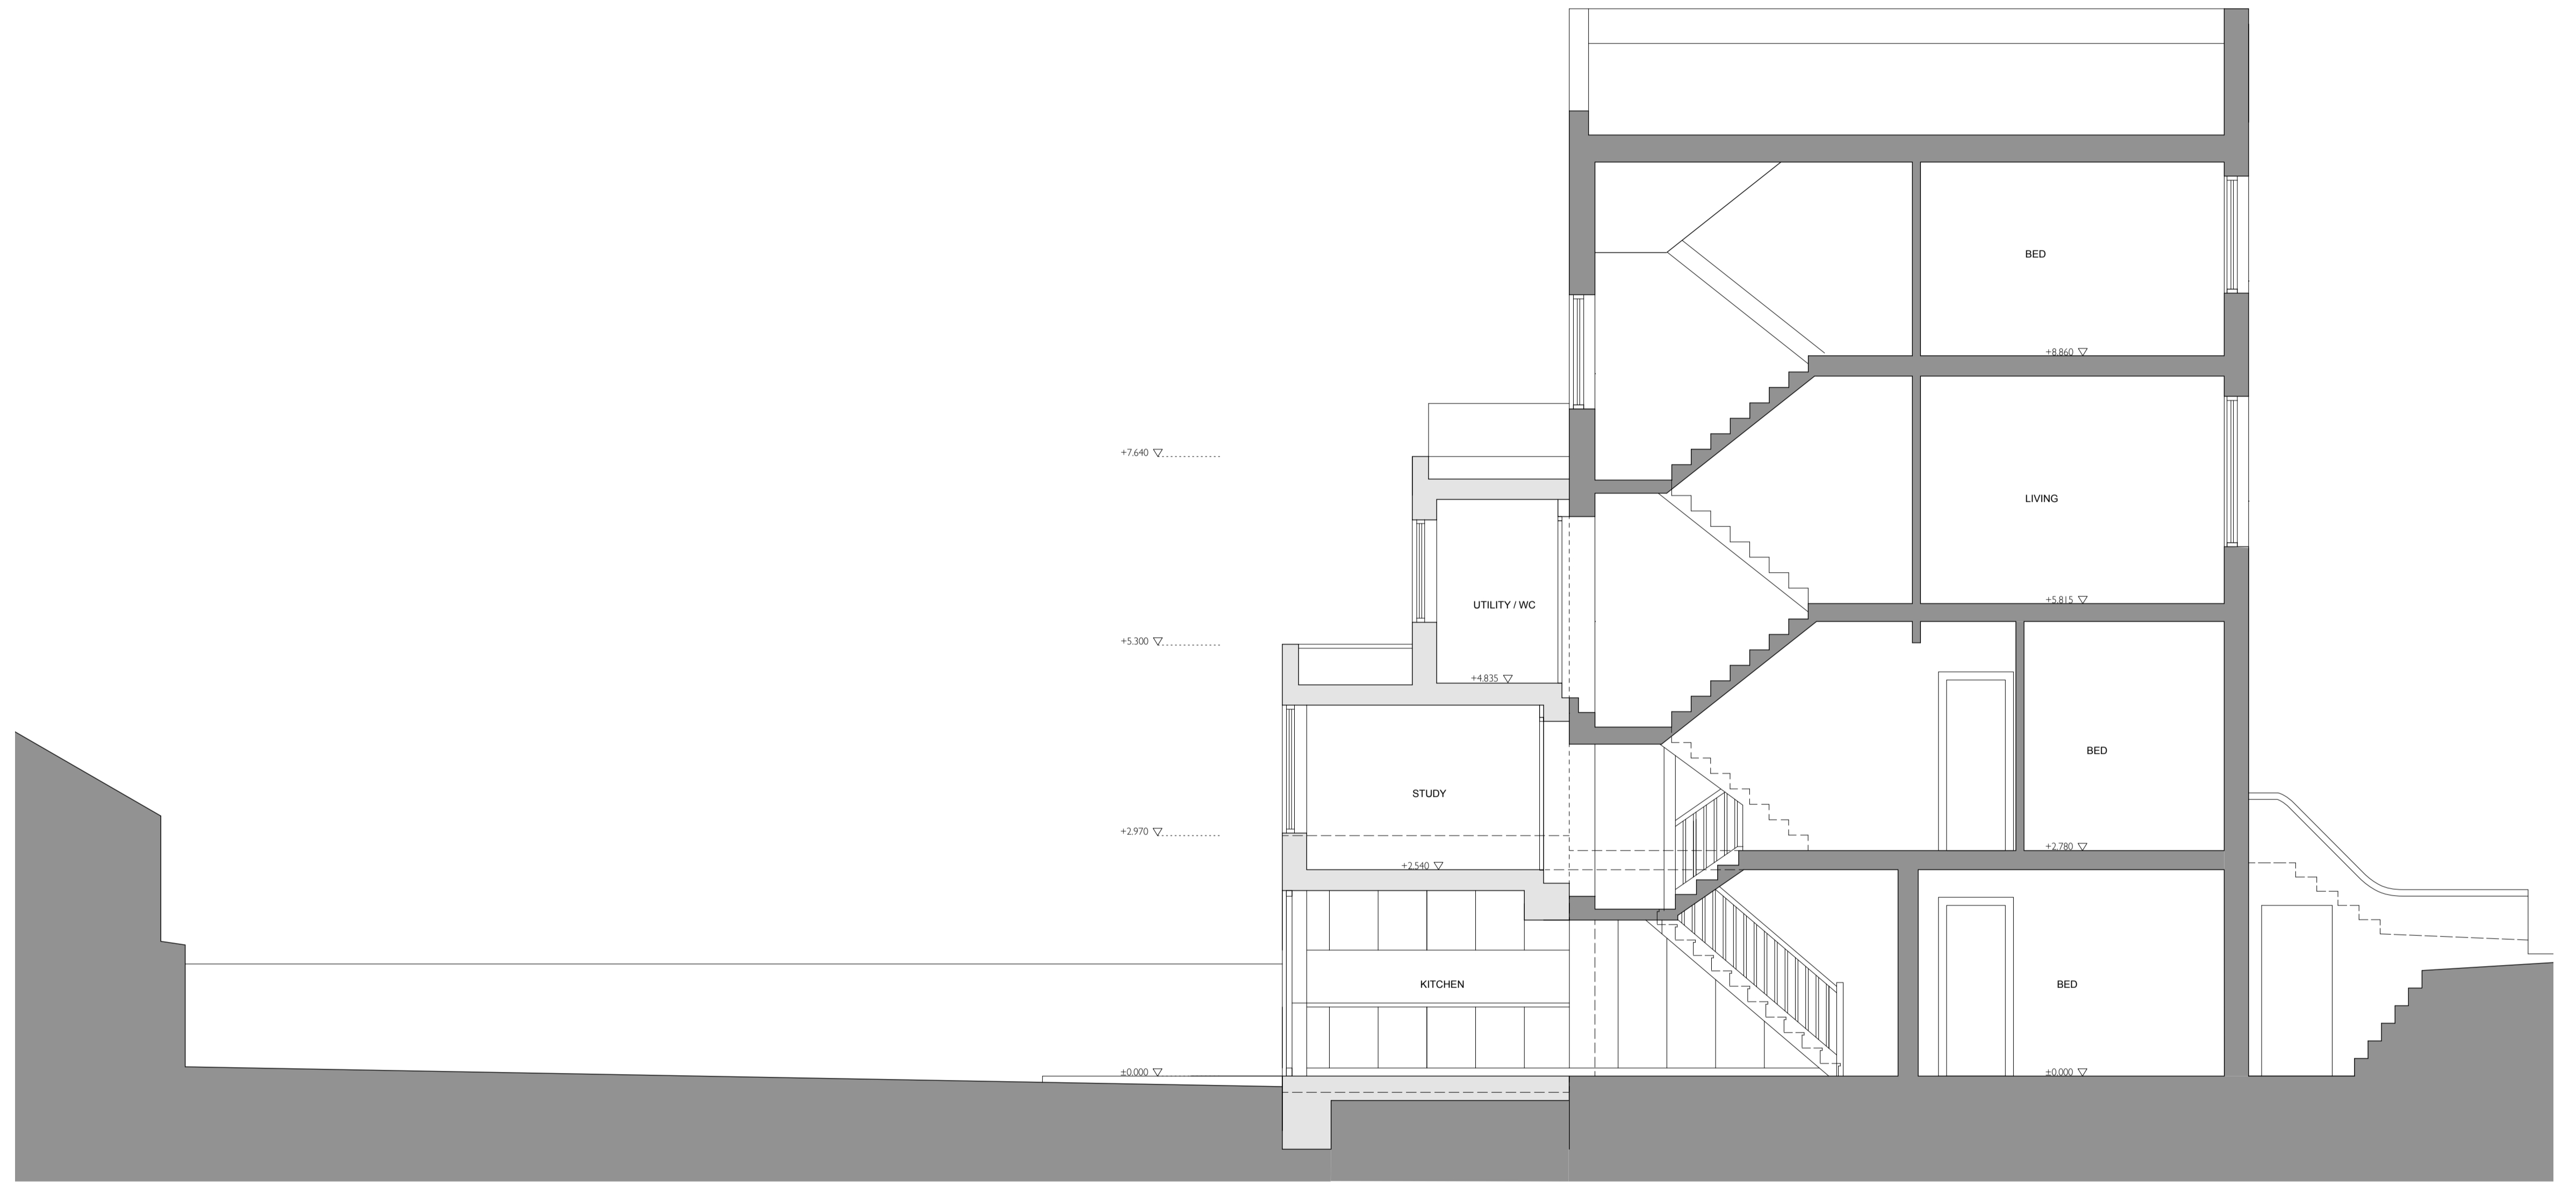 BED
+8.860
+7.640
LIVING
+5.815
UTILITY / WC
+5.300
+4.835
BED
STUDY
+2.970
+2.780
+2.540
KITCHEN
BED
±0.000
±0.000